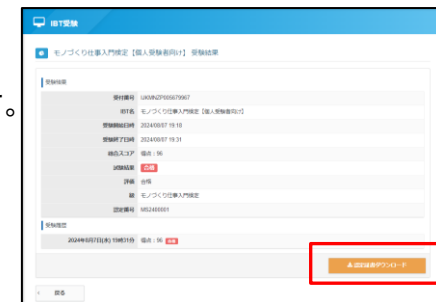 IBT受験
モノづくり仕事入門検定【個人受験者向け】 受験結果
。
受験結果
受付番号 UKMNZP005679967
IBT名 モノづくり仕事入門検定【個人受験者向け】
受験開始日時 2024/08/07 19:18
受験終了日時 2024/08/07 19:31
総合スコア 得点：96
試験結果 合格
評価 合格
級 モノづくり仕事入門検定
認定番号 MS2400001
受験履歴
2024年8月7日(水) 19時31分 得点：96 合格
認定証書ダウンロード
戻る